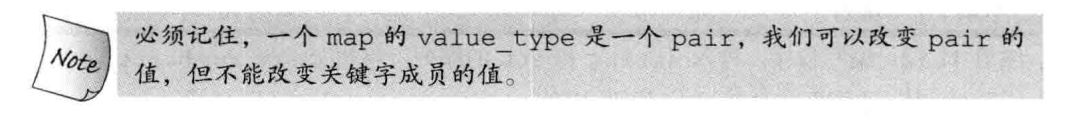 Note
必须记住，一个 map 的 value_type 是一个 pair，我们可以改变 pair 的
值，但不能改变关键字成员的值。